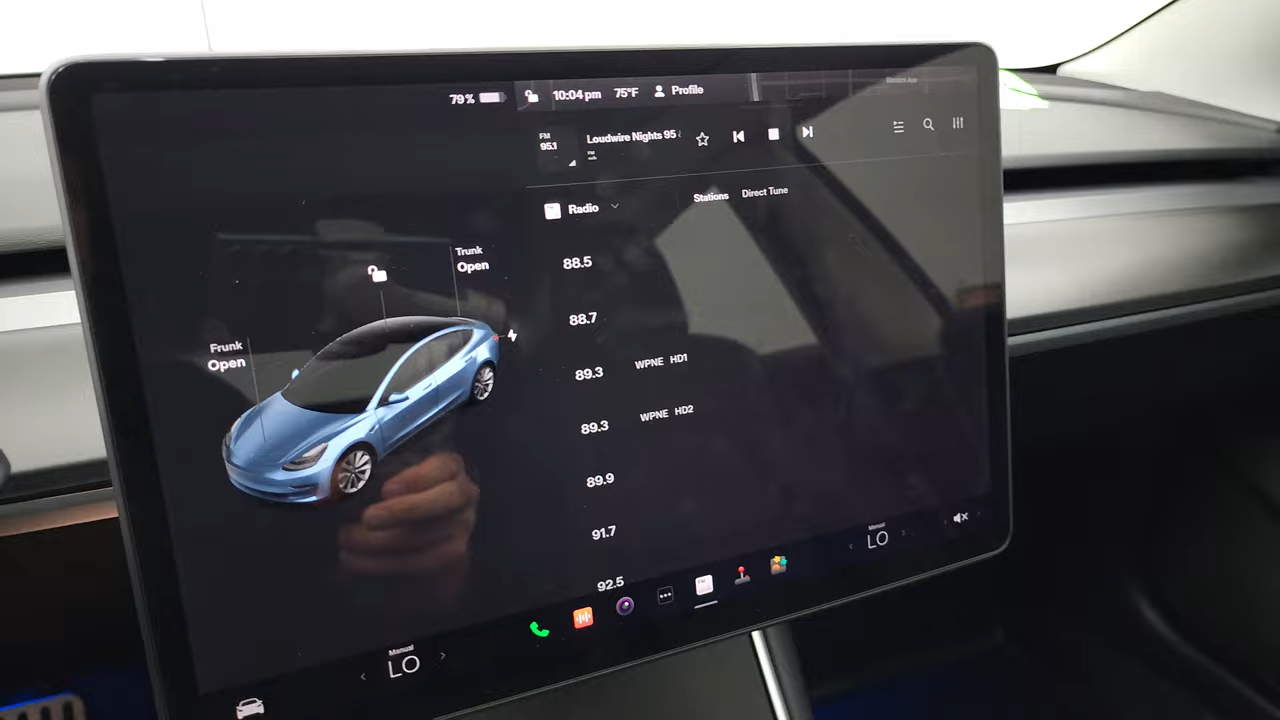 79%
10:04 pm
75°F
Profile
FM
95.1
Loudwire Nights 95
FM
Radio
Stations
Direct Tune
Trunk
Open
Frunk
Open
88.5
88.7
89.3 WPNE HD1
89.3 WPNE HD2
89.9
91.7
92.5
Manual
LO
Manual
LO